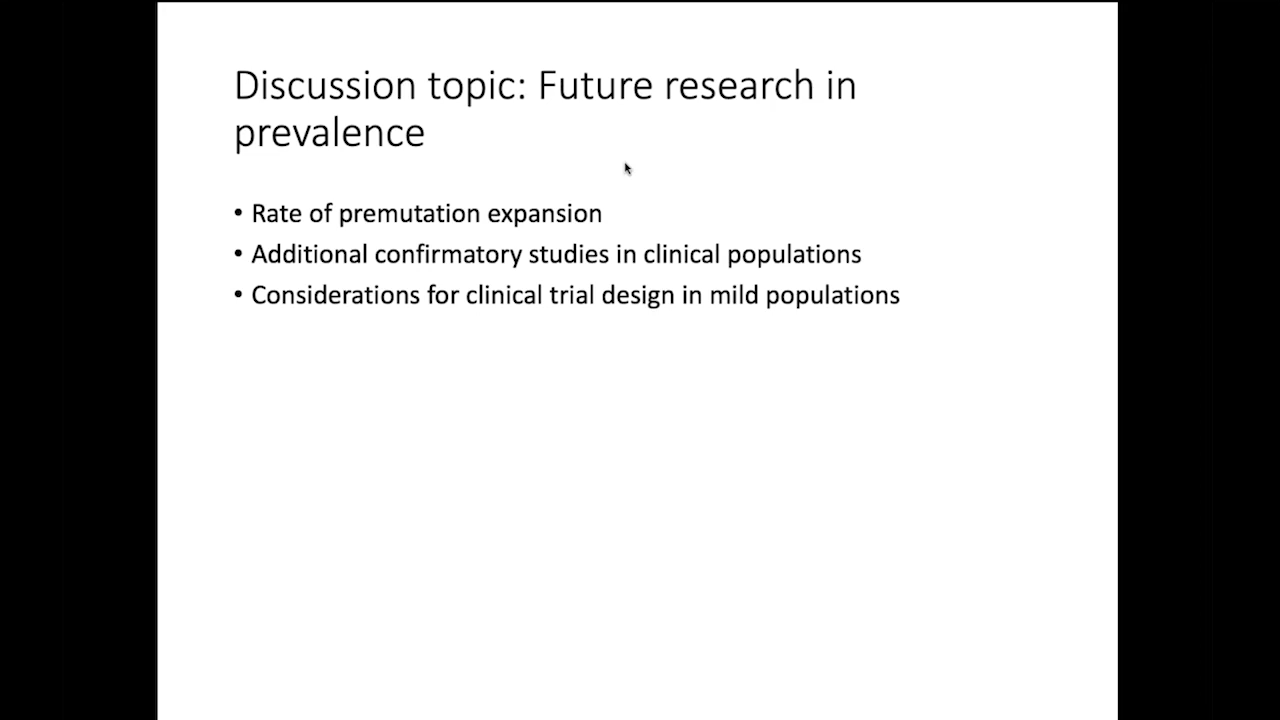 Discussion topic: Future research in
prevalence
• Rate of premutation expansion
• Additional confirmatory studies in clinical populations
• Considerations for clinical trial design in mild populations